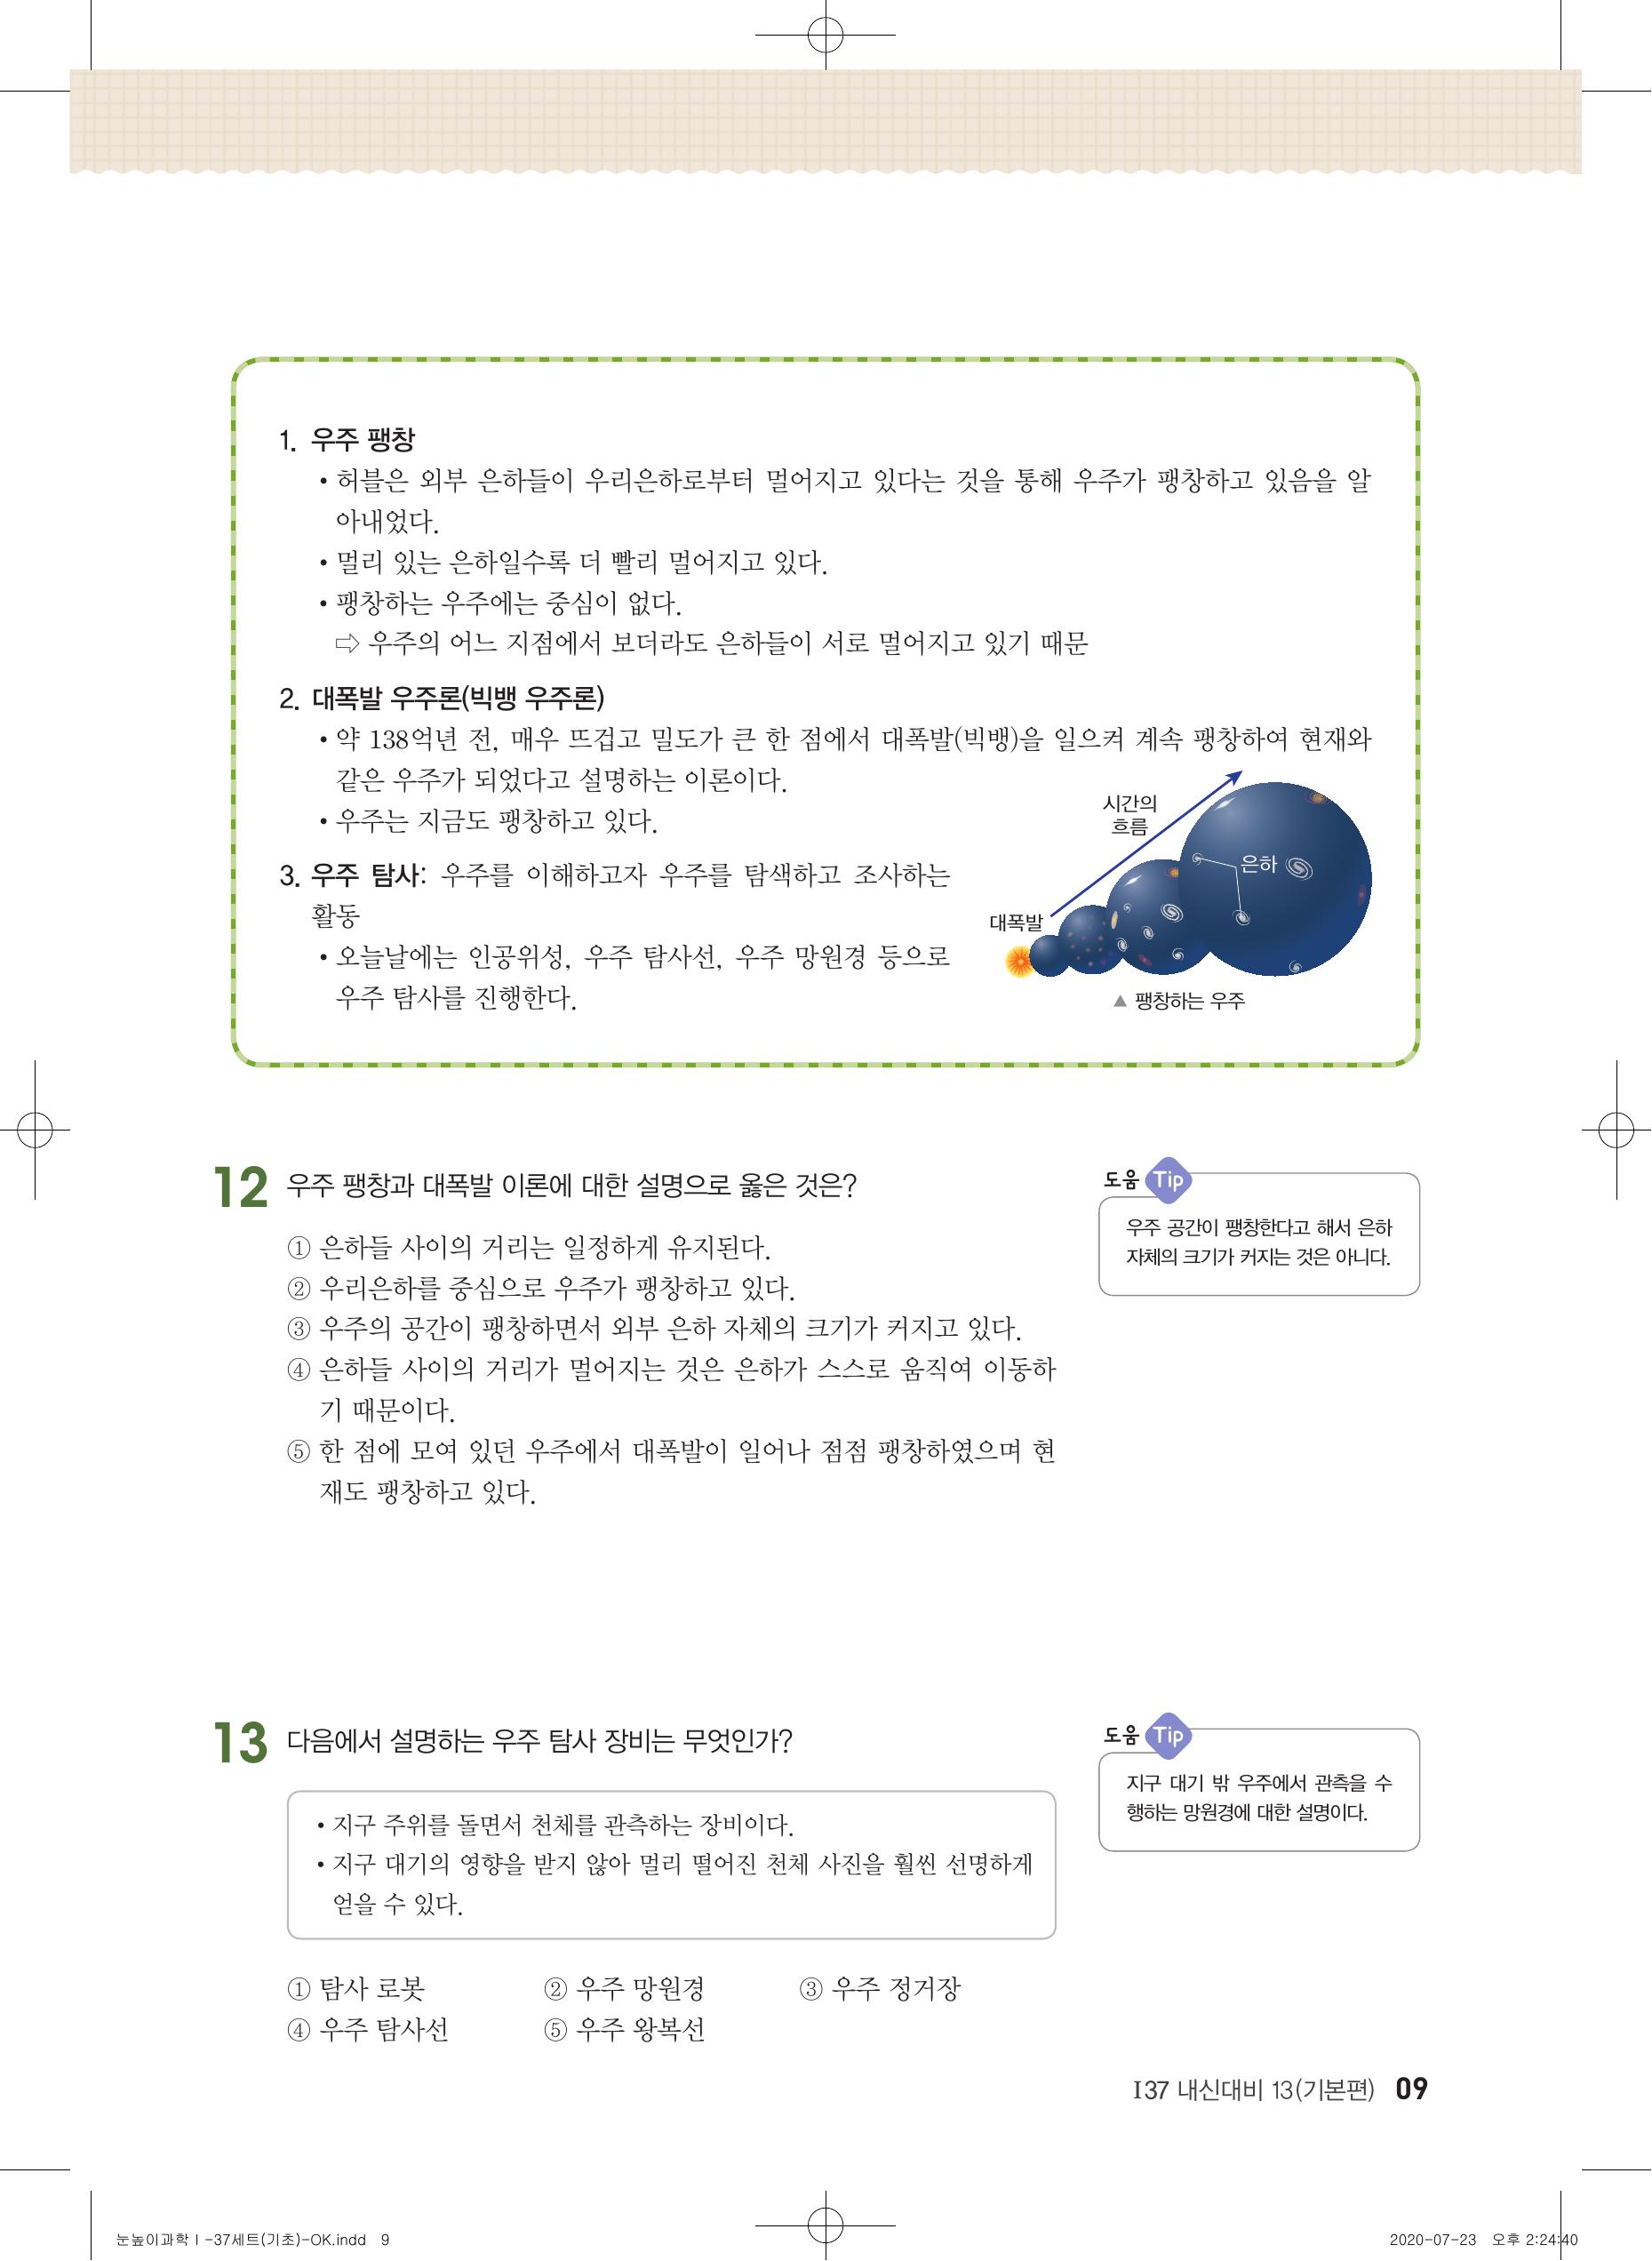 1. 우주 팽창
• 허블은 외부 은하들이 우리은하로부터 멀어지고 있다는 것을 통해 우주가 팽창하고 있음을 알
아내었다.
• 멀리 있는 은하일수록 더 빨리 멀어지고 있다.
• 팽창하는 우주에는 중심이 없다.
⇨ 우주의 어느 지점에서 보더라도 은하들이 서로 멀어지고 있기 때문
2. 대폭발 우주론(빅뱅 우주론)
• 약 138억년 전, 매우 뜨겁고 밀도가 큰 한 점에서 대폭발(빅뱅)을 일으켜 계속 팽창하여 현재와
같은 우주가 되었다고 설명하는 이론이다.
• 우주는 지금도 팽창하고 있다.
3. 우주 탐사: 우주를 이해하고자 우주를 탐색하고 조사하는
활동
• 오늘날에는 인공위성, 우주 탐사선, 우주 망원경 등으로
우주 탐사를 진행한다.
시간의
흐름
은하
대폭발
▲ 팽창하는 우주
12 우주 팽창과 대폭발 이론에 대한 설명으로 옳은 것은?
① 은하들 사이의 거리는 일정하게 유지된다.
② 우리은하를 중심으로 우주가 팽창하고 있다.
③ 우주의 공간이 팽창하면서 외부 은하 자체의 크기가 커지고 있다.
④ 은하들 사이의 거리가 멀어지는 것은 은하가 스스로 움직여 이동하
기 때문이다.
⑤ 한 점에 모여 있던 우주에서 대폭발이 일어나 점점 팽창하였으며 현
재도 팽창하고 있다.
도움 Tip
우주 공간이 팽창한다고 해서 은하
자체의 크기가 커지는 것은 아니다.
13 다음에서 설명하는 우주 탐사 장비는 무엇인가?
• 지구 주위를 돌면서 천체를 관측하는 장비이다.
• 지구 대기의 영향을 받지 않아 멀리 떨어진 천체 사진을 훨씬 선명하게
얻을 수 있다.
① 탐사 로봇 ② 우주 망원경 ③ 우주 정거장
④ 우주 탐사선 ⑤ 우주 왕복선
도움 Tip
지구 대기 밖 우주에서 관측을 수
행하는 망원경에 대한 설명이다.
I37 내신대비 13(기본편) 09
눈높이과학 I -37세트(기초)-OK.indd 9
2020-07-23 오후 2:24:40